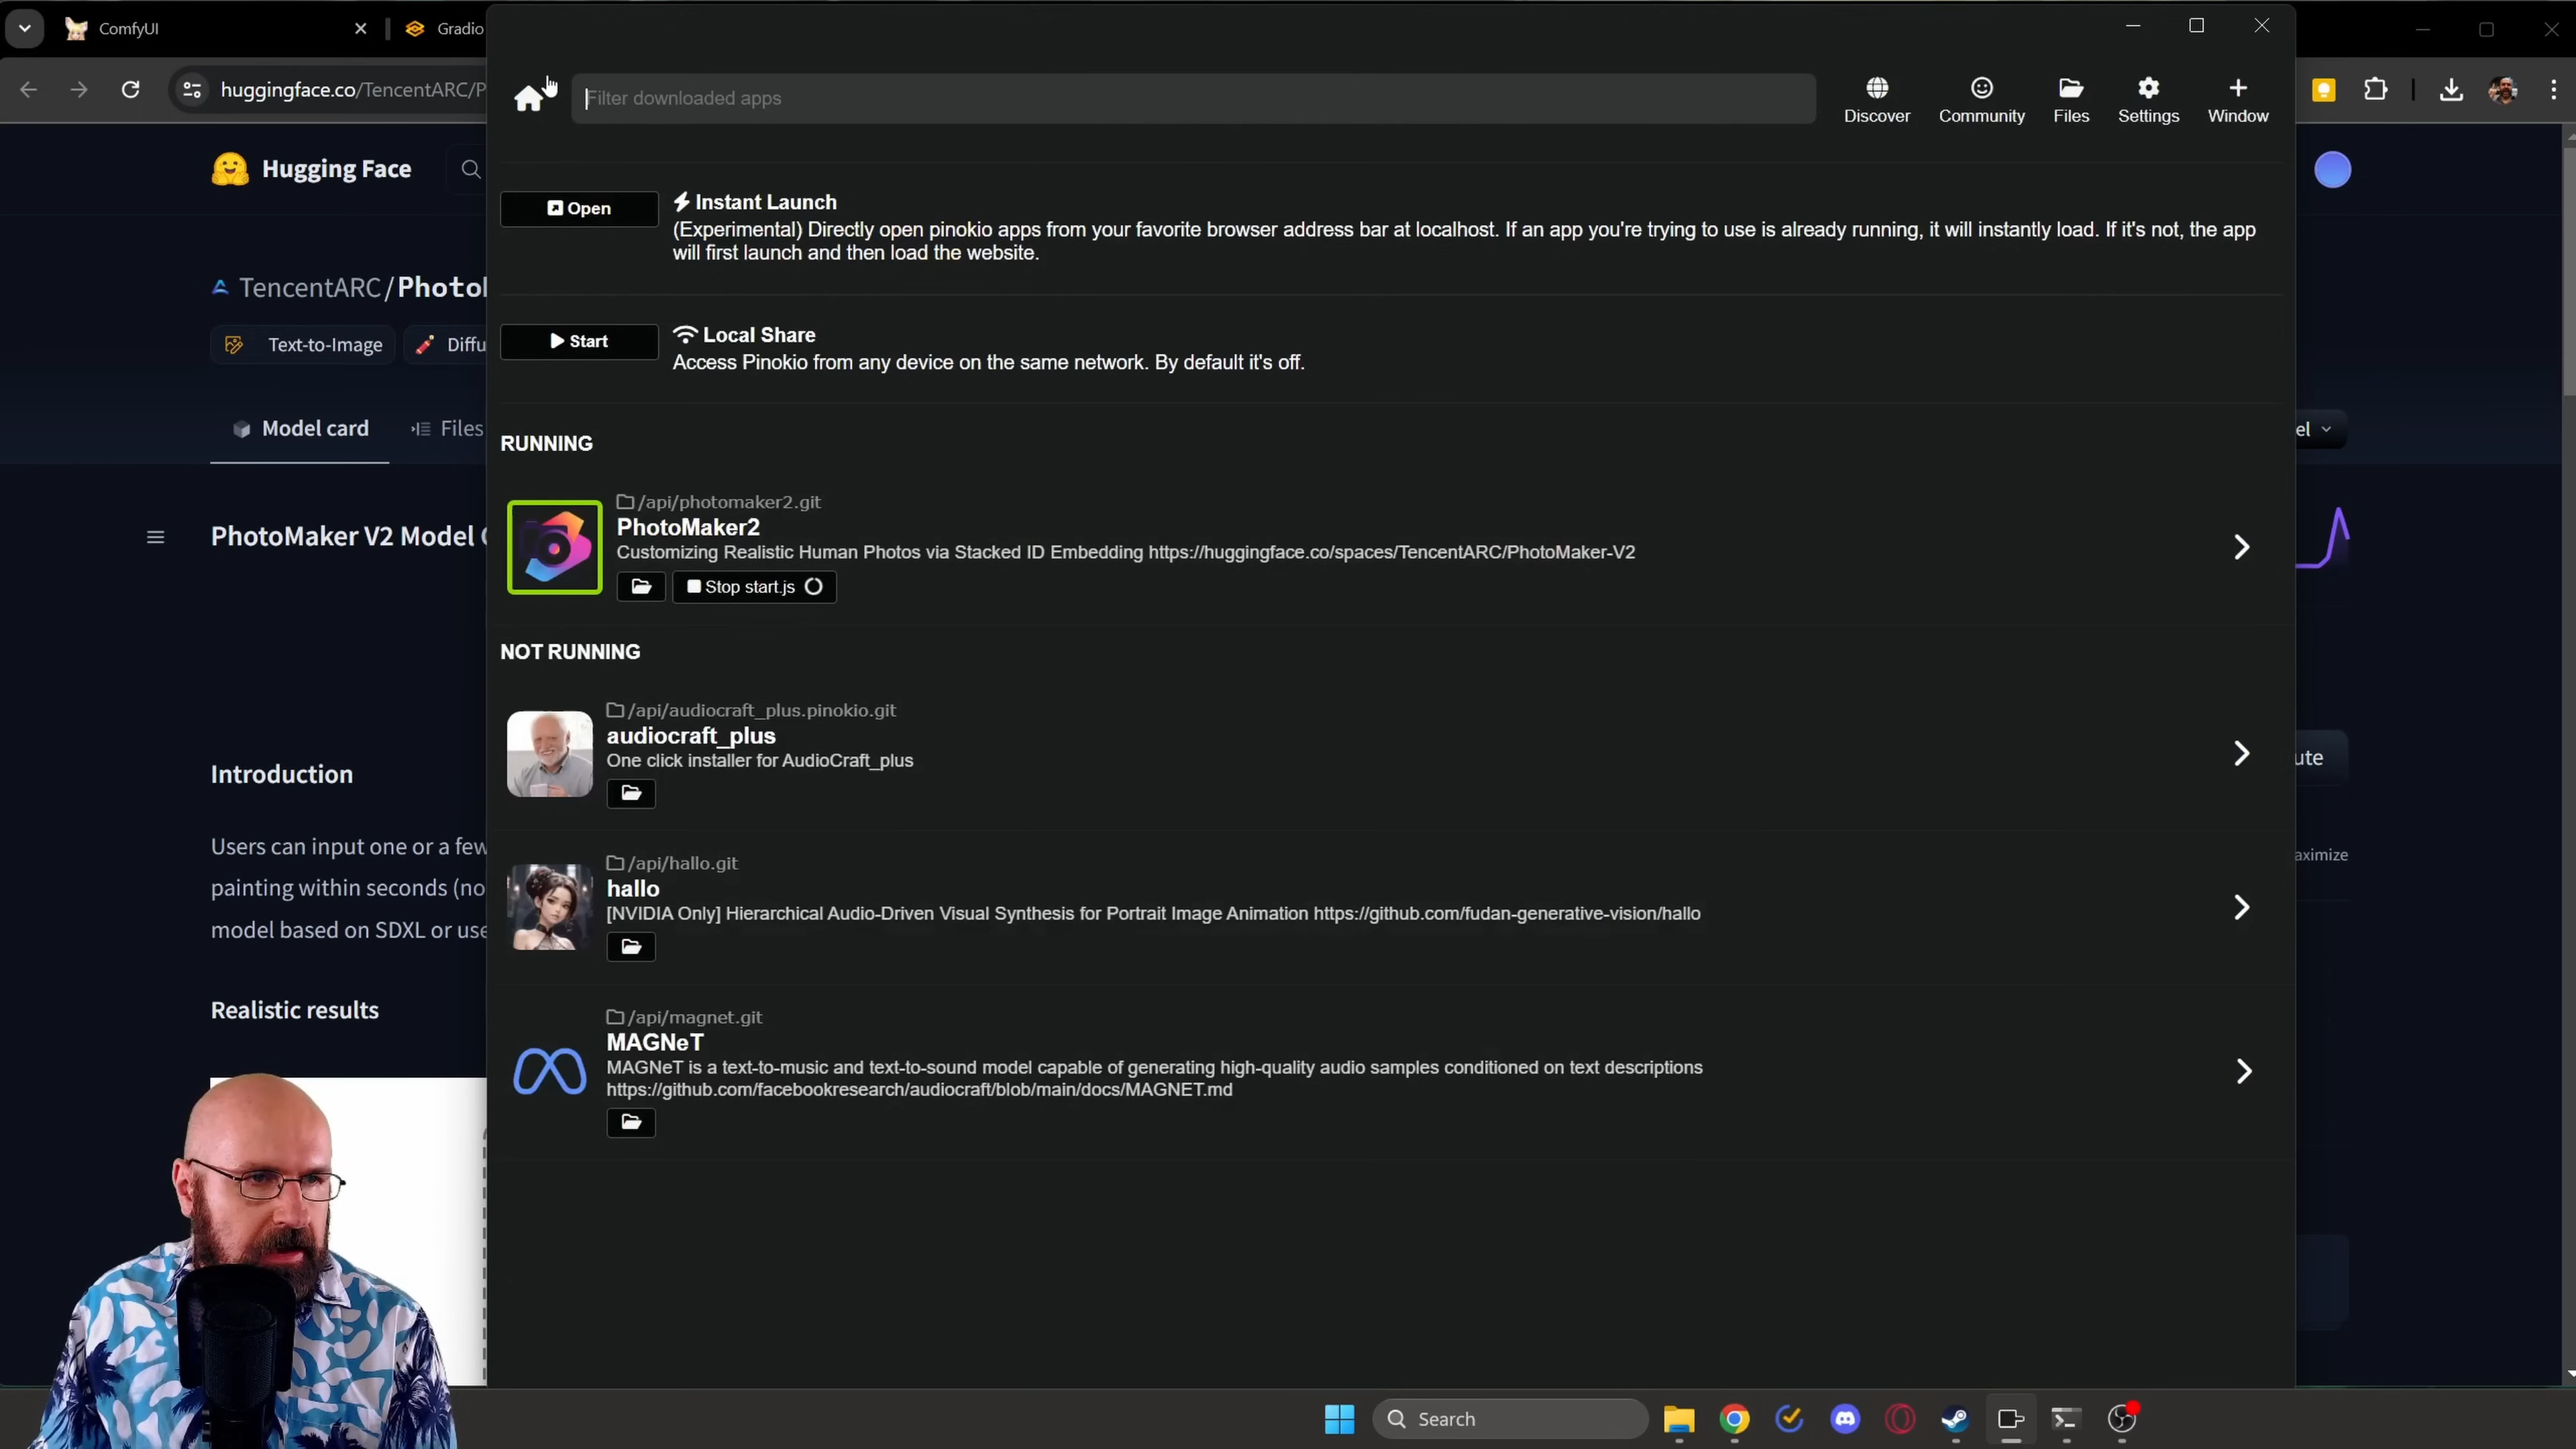 ComfyUI
Gradio
huggingface.co/TencentARC/P
Filter downloaded apps
Discover
Community
Files
Settings
Window
Hugging Face
TencentARC/PhotoM
Text-to-Image
Diffu
Model card
Files
el
PhotoMaker V2 Model C
Introduction
Users can input one or a few
painting within seconds (no
model based on SDXL or use
Realistic results
ute
aximize
Open
Instant Launch
(Experimental) Directly open pinokio apps from your favorite browser address bar at localhost. If an app you're trying to use is already running, it will instantly load. If it's not, the app
will first launch and then load the website.
Start
Local Share
Access Pinokio from any device on the same network. By default it's off.
RUNNING
/api/photomaker2.git
PhotoMaker2
Customizing Realistic Human Photos via Stacked ID Embedding https://huggingface.co/spaces/TencentARC/PhotoMaker-V2
Stop start.js
NOT RUNNING
/api/audiocraft_plus.pinokio.git
audiocraft_plus
One click installer for AudioCraft_plus
/api/hallo.git
hallo
[NVIDIA Only] Hierarchical Audio-Driven Visual Synthesis for Portrait Image Animation https://github.com/fudan-generative-vision/hallo
/api/magnet.git
MAGNeT
MAGNeT is a text-to-music and text-to-sound model capable of generating high-quality audio samples conditioned on text descriptions
https://github.com/facebookresearch/audiocraft/blob/main/docs/MAGNET.md
Search